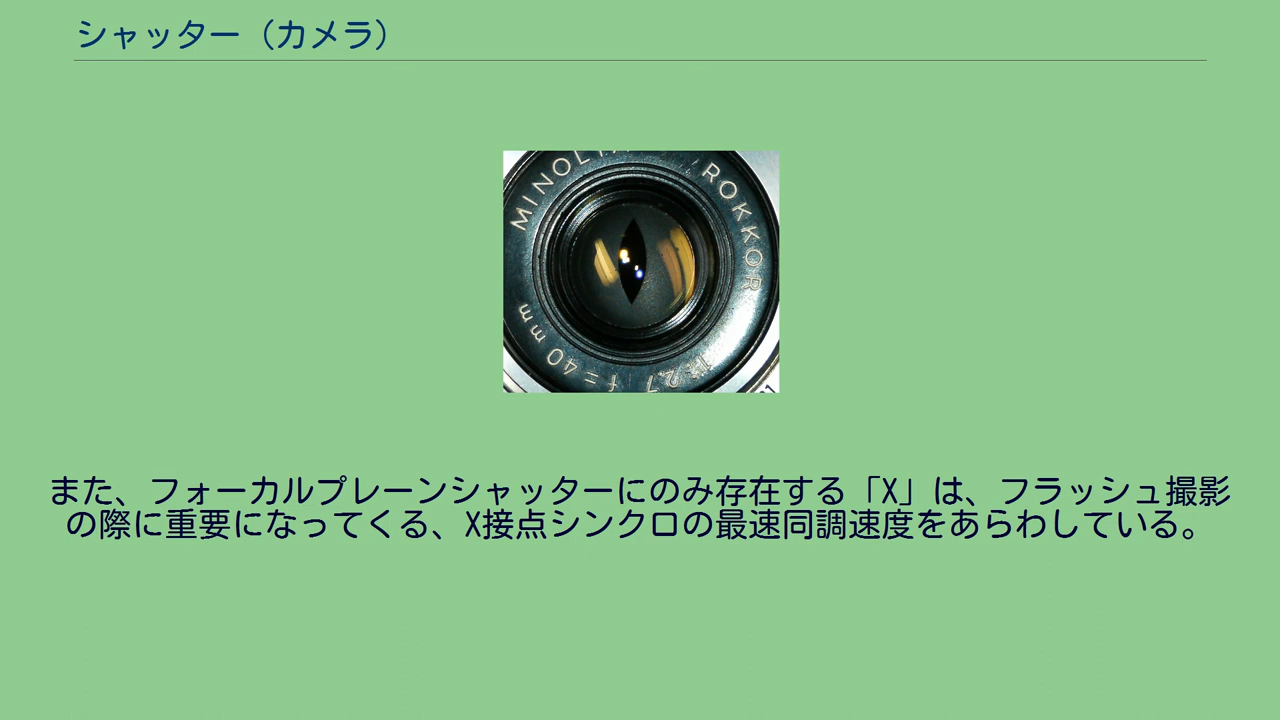 シャッター（カメラ）
MINOLTA ROKKOR
1:2.7 f=40mm
また、フォーカルプレーンシャッターにのみ存在する「X」は、フラッシュ撮影
の際に重要になってくる、X接点シンクロの最速同調速度をあらわしている。